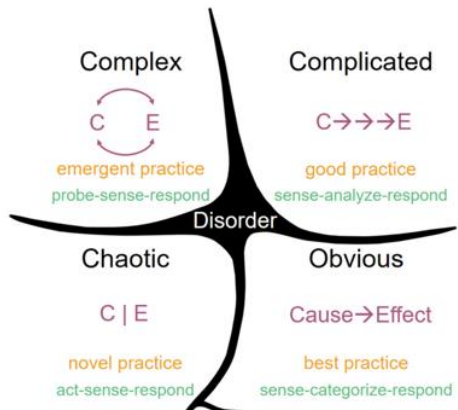 Complex
C E
emergent practice
probe-sense-respond
Complicated
C→→→E
good practice
sense-analyze-respond
Disorder
Chaotic
C | E
novel practice
act-sense-respond
Obvious
Cause→Effect
best practice
sense-categorize-respond